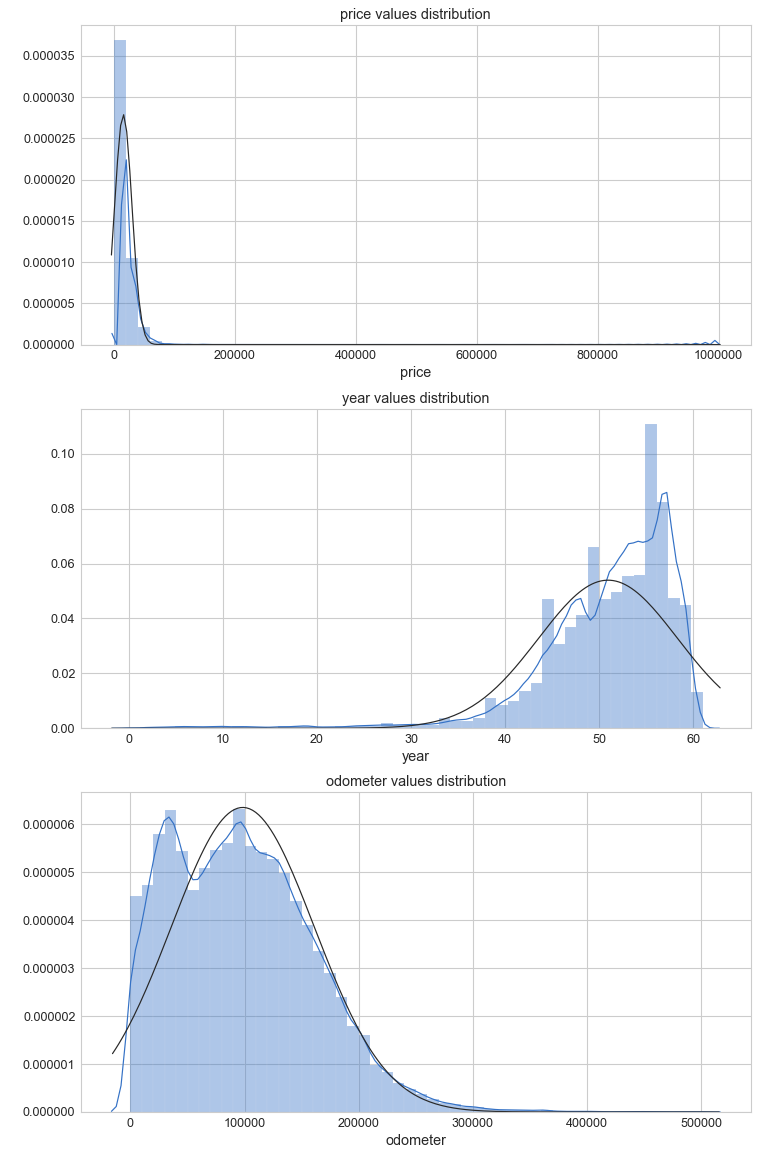 price values distribution
0.000035
0.000030
0.000025
0.000020
0.000015
0.000010
0.000005
0.000000
0 200000 400000 600000 800000 1000000
price
year values distribution
0.10
0.08
0.06
0.04
0.02
0.00
0 10 20 30 40 50 60
year
odometer values distribution
0.000006
0.000005
0.000004
0.000003
0.000002
0.000001
0.000000
0 100000 200000 300000 400000 500000
odometer